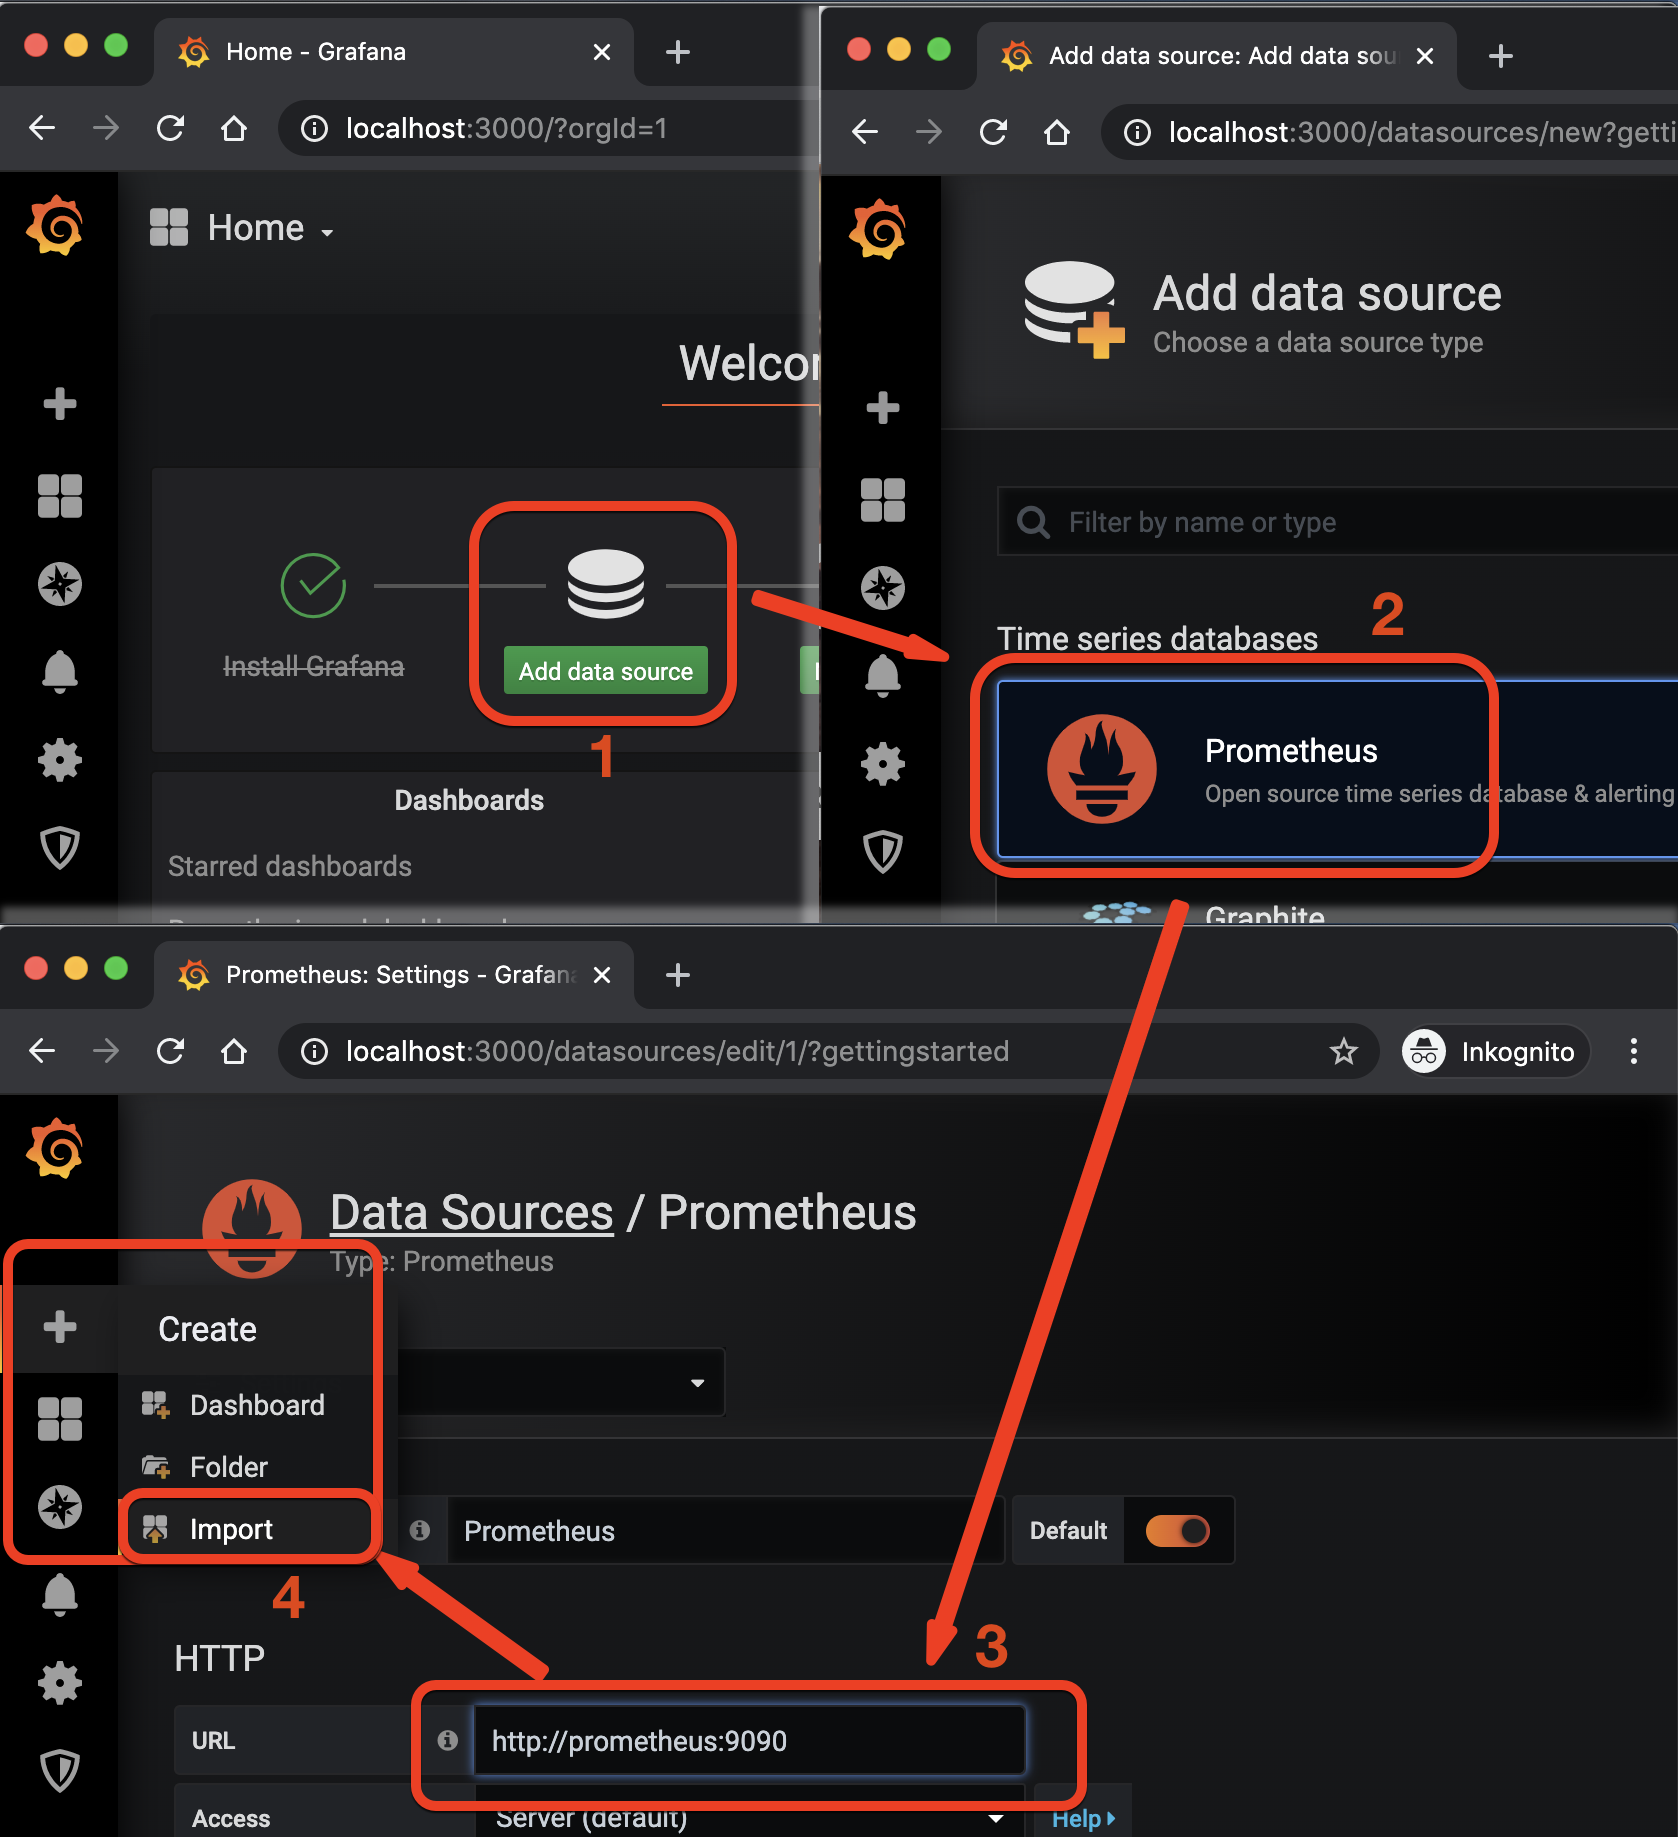 Home - Grafana
localhost:3000/?orgId=1
Home
Welcor
Install Grafana
Add data source
1
Dashboards
Starred dashboards
Add data source: Add data sou
localhost:3000/datasources/new?getti
Add data source
Choose a data source type
Filter by name or type
2
Time series databases
Prometheus
Open source time series database & alerting
Graphite
Prometheus: Settings - Grafana
localhost:3000/datasources/edit/1/?gettingstarted
Inkognito
Data Sources / Prometheus
Type: Prometheus
Create
Dashboard
Folder
Import
Prometheus
Default
4
3
HTTP
URL
http://prometheus:9090
Access
Server (default)
Help